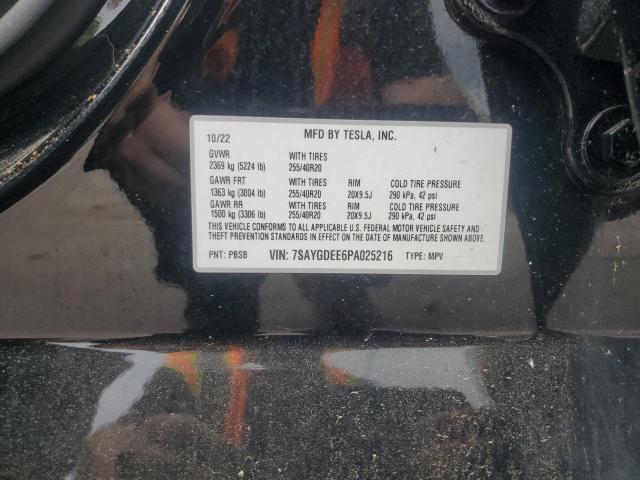 10/22 MFD BY TESLA, INC.
GVWR WITH TIRES
2369 kg (5224 lb) 255/40R20
GAWR FRT WITH TIRES RIM COLD TIRE PRESSURE
1363 kg (3004 lb) 255/40R20 20X9.5J 290 kPa, 42 psi
GAWR RR WITH TIRES RIM COLD TIRE PRESSURE
1500 kg (3306 lb) 255/40R20 20X9.5J 290 kPa, 42 psi
THIS VEHICLE CONFORMS TO ALL APPLICABLE U.S. FEDERAL MOTOR VEHICLE SAFETY AND
THEFT PREVENTION STANDARDS IN EFFECT ON THE DATE OF MANUFACTURE SHOWN ABOVE.
PNT: PBSB VIN: 7SAYGDEE6PA025216 TYPE: MPV